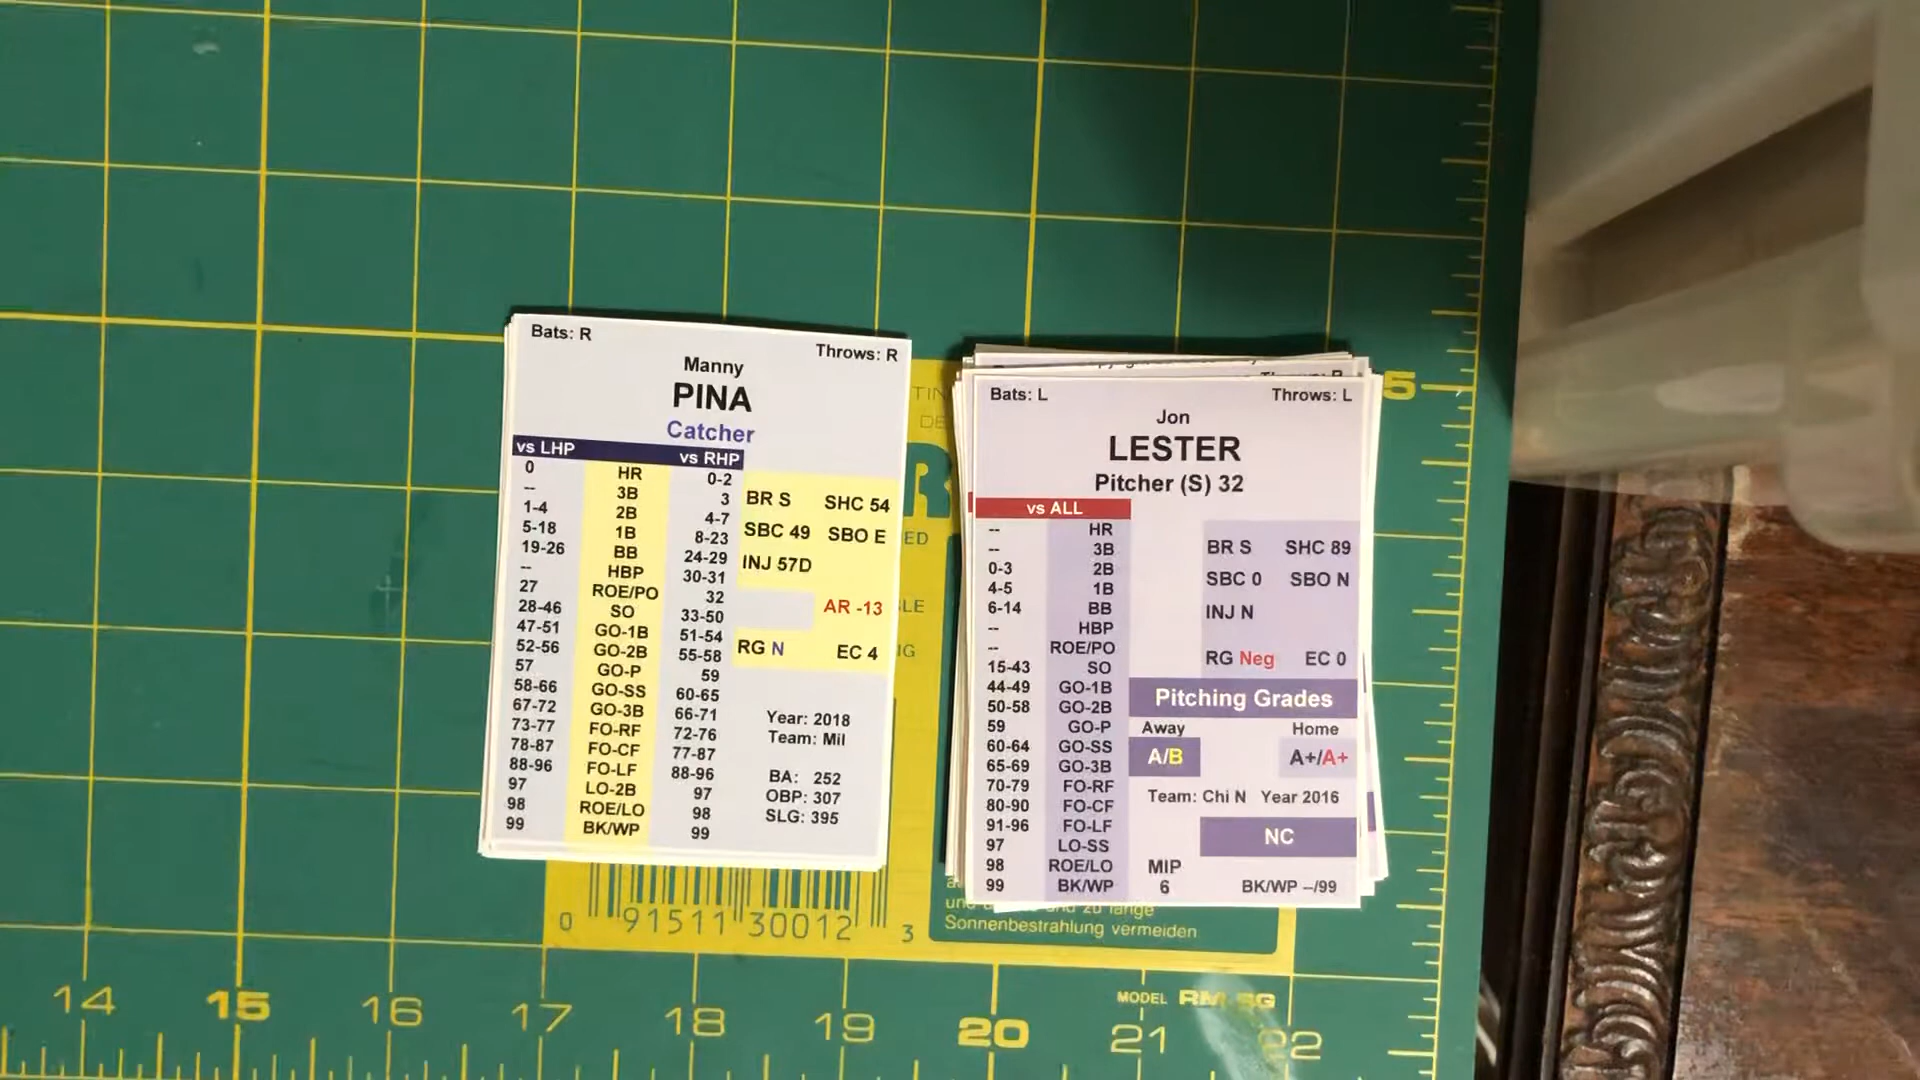 Bats: R
Throws: R
Manny
PINA
Catcher
vs LHP vs RHP
0 HR 0-2
-- 3B 3
1-4 2B 4-7
5-18 1B 8-23
19-26 BB 24-29
-- HBP 30-31
27 ROE/PO 32
28-46 SO 33-50
47-51 GO-1B 51-54
52-56 GO-2B 55-58
57 GO-P 59
58-66 GO-SS 60-65
67-72 GO-3B 66-71
73-77 FO-RF 72-76
78-87 FO-CF 77-87
88-96 FO-LF 88-96
97 LO-2B 97
98 ROE/LO 98
99 BK/WP 99
BR S SHC 54
SBC 49 SBO E
INJ 57D
AR -13
RG N EC 4
Year: 2018
Team: Mil
BA: 252
OBP: 307
SLG: 395
Bats: L Throws: L
Jon
LESTER
Pitcher (S) 32
vs ALL
-- HR
-- 3B
0-3 2B
4-5 1B
6-14 BB
-- HBP
-- ROE/PO
15-43 SO
44-49 GO-1B
50-58 GO-2B
59 GO-P
60-64 GO-SS
65-69 GO-3B
70-79 FO-RF
80-90 FO-CF
91-96 FO-LF
97 LO-SS
98 ROE/LO
99 BK/WP
BR S SHC 89
SBC 0 SBO N
INJ N
RG Neg EC 0
Pitching Grades
Away Home
A/B A+/A+
Team: Chi N Year 2016
NC
MIP
6
BK/WP --/99
5
0 91511 30012 3
Sonnenbestrahlung vermeiden
MODEL RM-SG
14 15 16 17 18 19 20 21 22